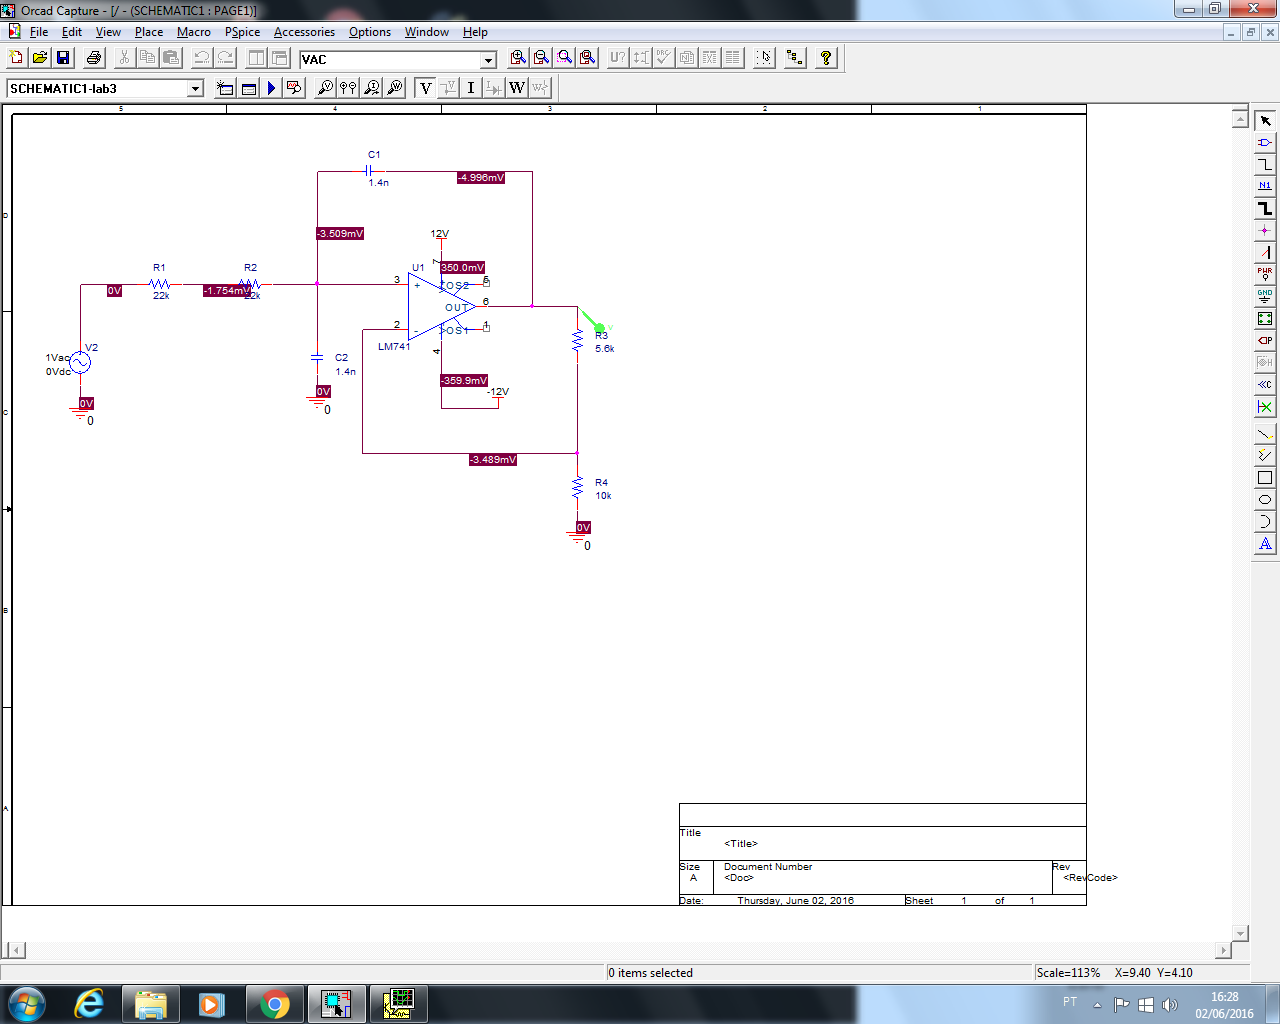 Orcad Capture - [/ - (SCHEMATIC1 : PAGE1)]
File Edit View Place Macro PSpice Accessories Options Window Help
VAC
U?
DRC
SCHEMATIC1-lab3
V I W
5 4 3 2 1
D
C
B
A
C1
1.4n
-4.996mV
-3.509mV
12V
R1
22k
R2
22k
0V
-1.754mV
U1
350.0mV
7
3
+
OS2
5
OUT
6
2
-
OS1
1
4
LM741
V2
1Vac
0Vdc
0V
0
C2
1.4n
0V
0
-359.9mV
-12V
V
R3
5.6k
-3.489mV
R4
10k
0V
0
N1
PWR
GND
A
Title
<Title>
Size
A
Document Number
<Doc>
Rev
<RevCode>
Date: Thursday, June 02, 2016 Sheet 1 of 1
0 items selected
Scale=113% X=9.40 Y=4.10
PT
16:28
02/06/2016